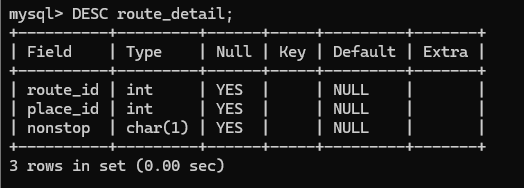 mysql> DESC route_detail;
+----------+---------+------+-----+---------+-------+
| Field    | Type    | Null | Key | Default | Extra |
+----------+---------+------+-----+---------+-------+
| route_id | int     | YES  |     | NULL    |       |
| place_id | int     | YES  |     | NULL    |       |
| nonstop  | char(1) | YES  |     | NULL    |       |
+----------+---------+------+-----+---------+-------+
3 rows in set (0.00 sec)